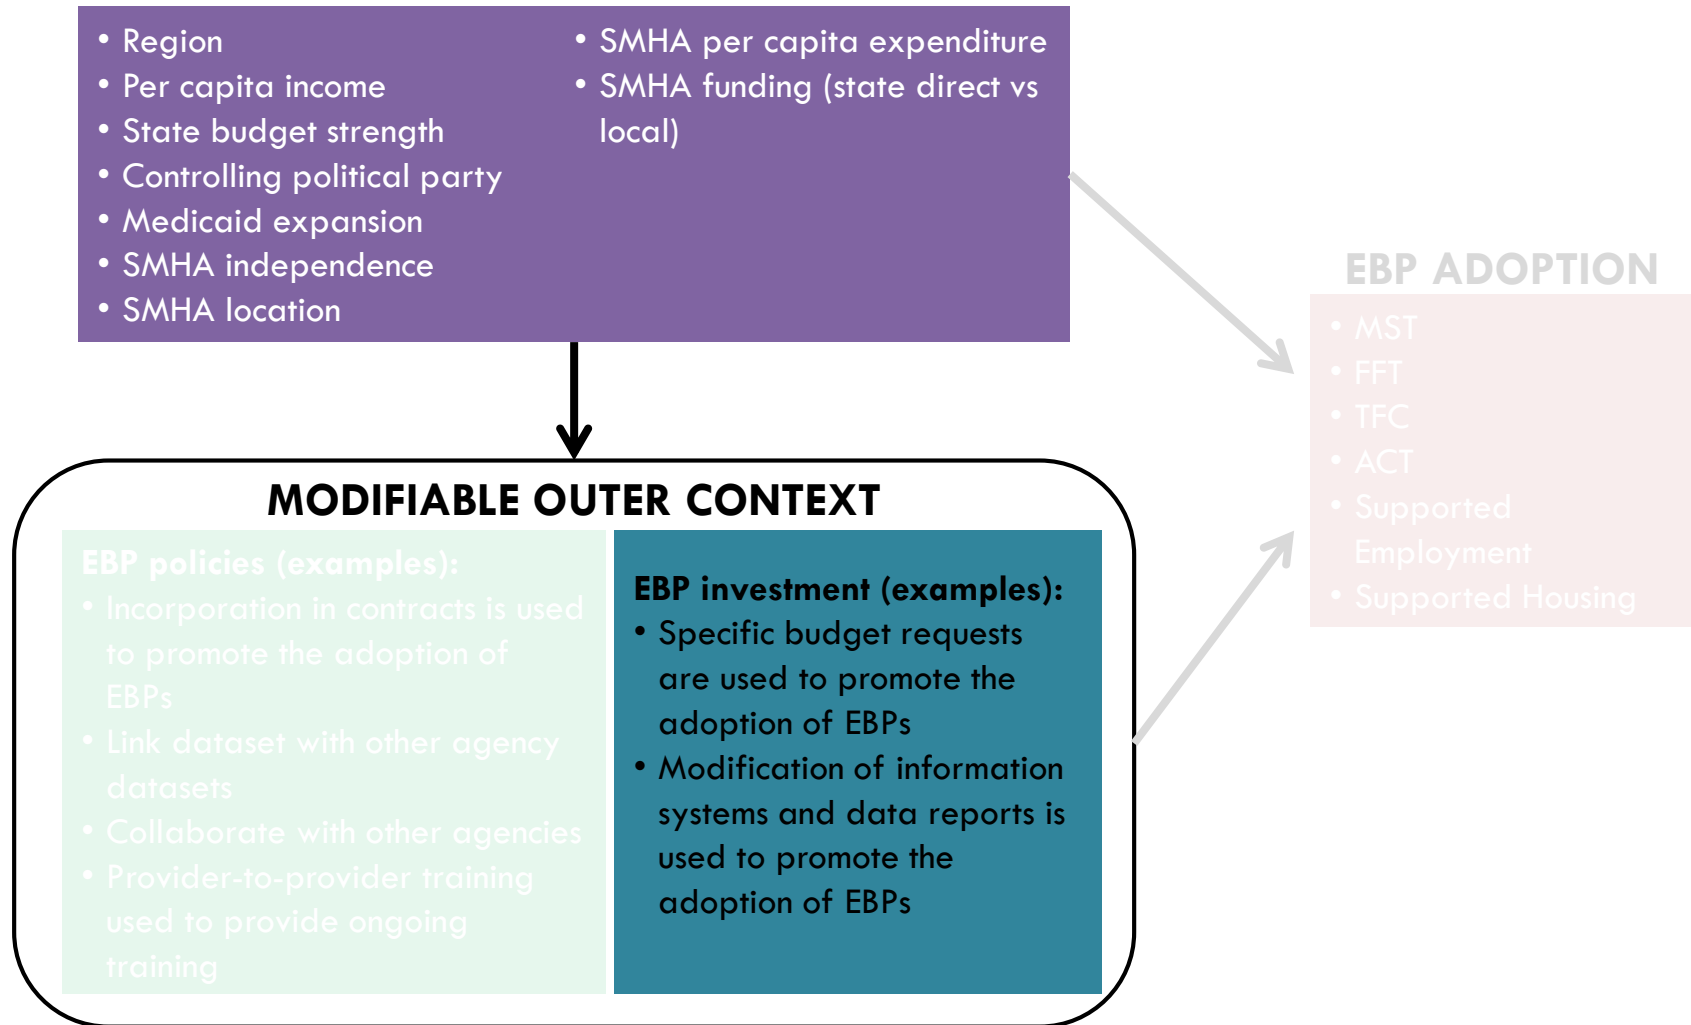 • Region
• Per capita income
• State budget strength
• Controlling political party
• Medicaid expansion
• SMHA independence
• SMHA location
• SMHA per capita expenditure
• SMHA funding (state direct vs
local)
EBP ADOPTION
• MST
• FFT
• TFC
• ACT
• Supported
Employment
• Supported Housing
MODIFIABLE OUTER CONTEXT
EBP policies (examples):
• Incorporation in contracts is used
to promote the adoption of
EBPs
• Link dataset with other agency
datasets
• Collaborate with other agencies
• Provider-to-provider training
used to provide ongoing
training
EBP investment (examples):
• Specific budget requests
are used to promote the
adoption of EBPs
• Modification of information
systems and data reports is
used to promote the
adoption of EBPs